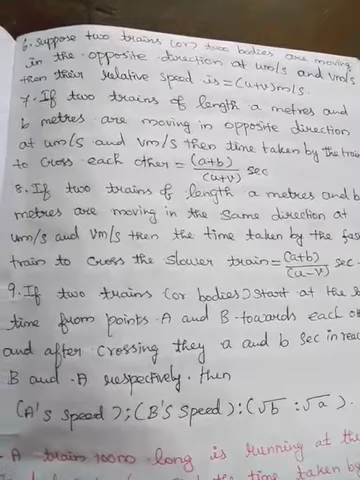 6. Suppose two trains (or) two bodies are moving
in the opposite direction at um/s and vm/s
then their relative speed is = (u+v)m/s.
7. If two trains of length a metres and
b metres are moving in opposite direction
at um/s and vm/s then time taken by the train
to cross each other = (a+b)/(u+v) sec
8. If two trains of length a metres and b
metres are moving in the same direction at
um/s and vm/s then the time taken by the
train to cross the slower train = (a+b)/(u-v) sec.
9. If two trains (or bodies) start at the
time from points A and B towards each
and after crossing they a and b sec in
B and A respectively. then
(A's speed) : (B's speed) : (√b : √a).
A train 100m long is running at the
the time taken by